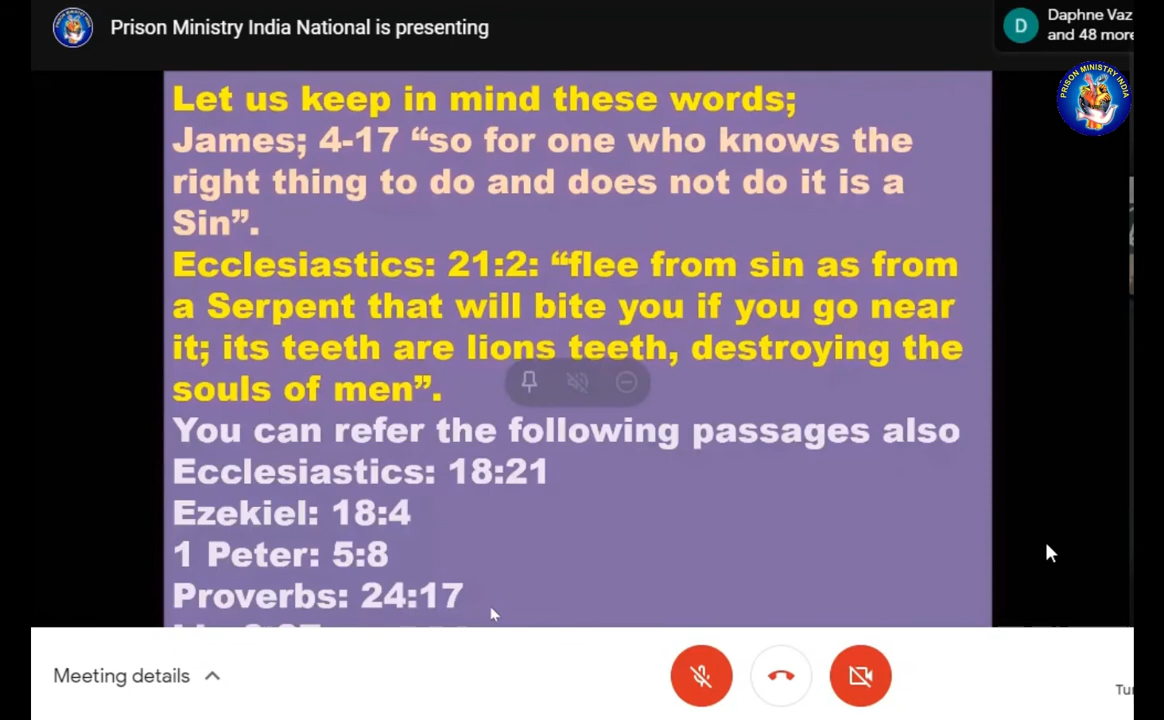 Prison Ministry India National is presenting
D
Daphne Vaz
and 48 more
PRISON MINISTRY INDIA
Let us keep in mind these words;
James; 4-17 “so for one who knows the
right thing to do and does not do it is a
Sin”.
Ecclesiastics: 21:2: “flee from sin as from
a Serpent that will bite you if you go near
it; its teeth are lions teeth, destroying the
souls of men”.
You can refer the following passages also
Ecclesiastics: 18:21
Ezekiel: 18:4
1 Peter: 5:8
Proverbs: 24:17
Meeting details